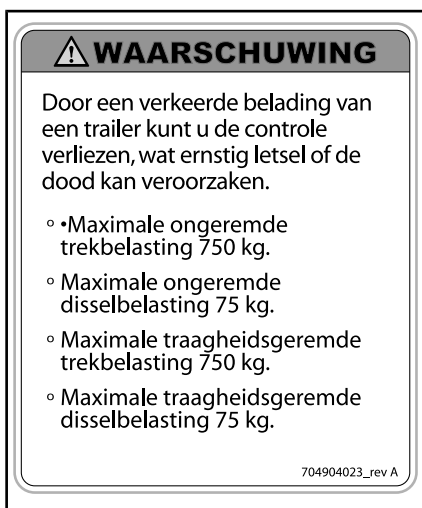 WAARSCHUWING
Door een verkeerde belading van
een trailer kunt u de controle
verliezen, wat ernstig letsel of de
dood kan veroorzaken.
◦ •Maximale ongeremde
trekbelasting 750 kg.
◦ Maximale ongeremde
disselbelasting 75 kg.
◦ Maximale traagheidsgeremde
trekbelasting 750 kg.
◦ Maximale traagheidsgeremde
disselbelasting 75 kg.
704904023_rev A